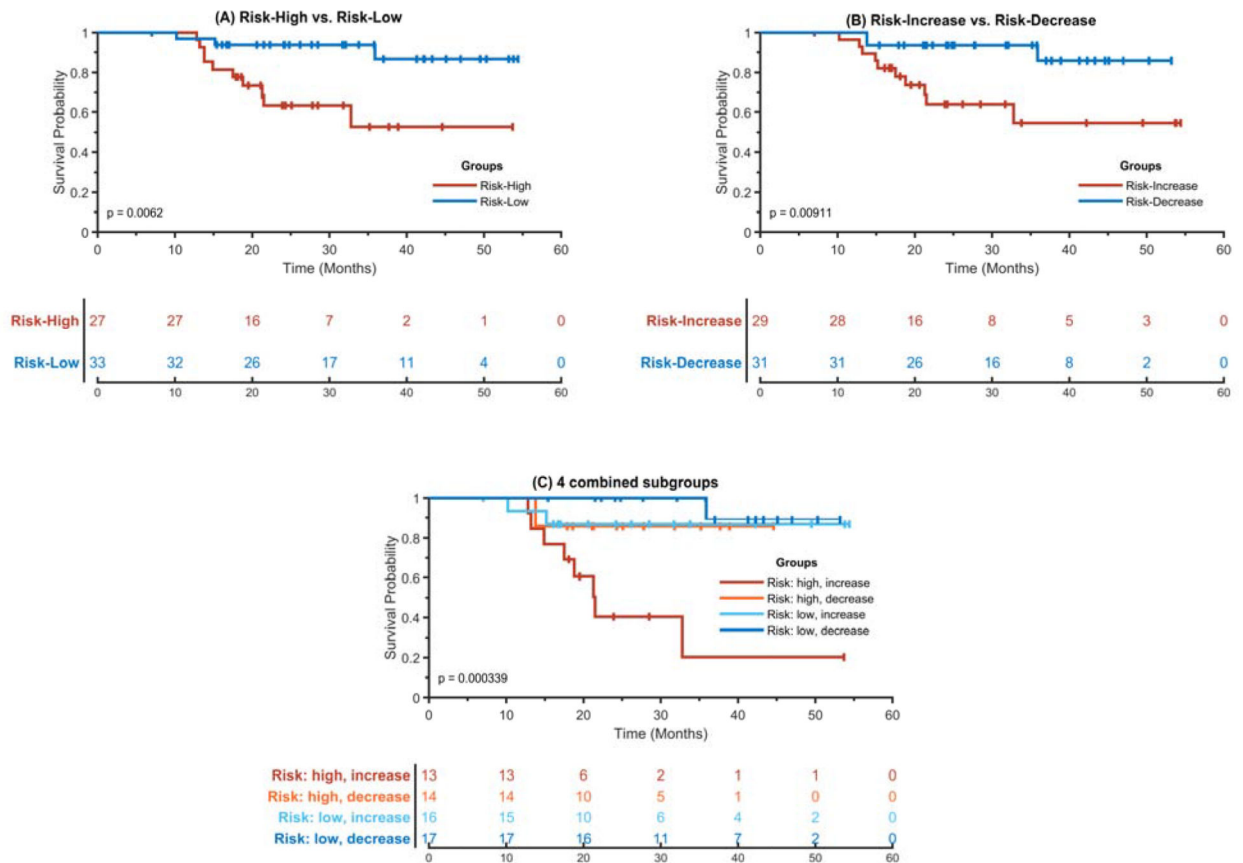 (A) Risk-High vs. Risk-Low
1
0.8
0.6
0.4
0.2
0
Survival Probability
Groups
Risk-High
Risk-Low
p = 0.0062
0 10 20 30 40 50 60
Time (Months)
Risk-High 27 27 16 7 2 1 0
Risk-Low 33 32 26 17 11 4 0
0 10 20 30 40 50 60
(B) Risk-Increase vs. Risk-Decrease
1
0.8
0.6
0.4
0.2
0
Survival Probability
Groups
Risk-Increase
Risk-Decrease
p = 0.00911
0 10 20 30 40 50 60
Time (Months)
Risk-Increase 29 28 16 8 5 3 0
Risk-Decrease 31 31 26 16 8 2 0
0 10 20 30 40 50 60
(C) 4 combined subgroups
1
0.8
0.6
0.4
0.2
0
Survival Probability
Groups
Risk: high, increase
Risk: high, decrease
Risk: low, increase
Risk: low, decrease
p = 0.000339
0 10 20 30 40 50 60
Time (Months)
Risk: high, increase 13 13 6 2 1 1 0
Risk: high, decrease 14 14 10 5 1 0 0
Risk: low, increase 16 15 10 6 4 2 0
Risk: low, decrease 17 17 16 11 7 2 0
0 10 20 30 40 50 60